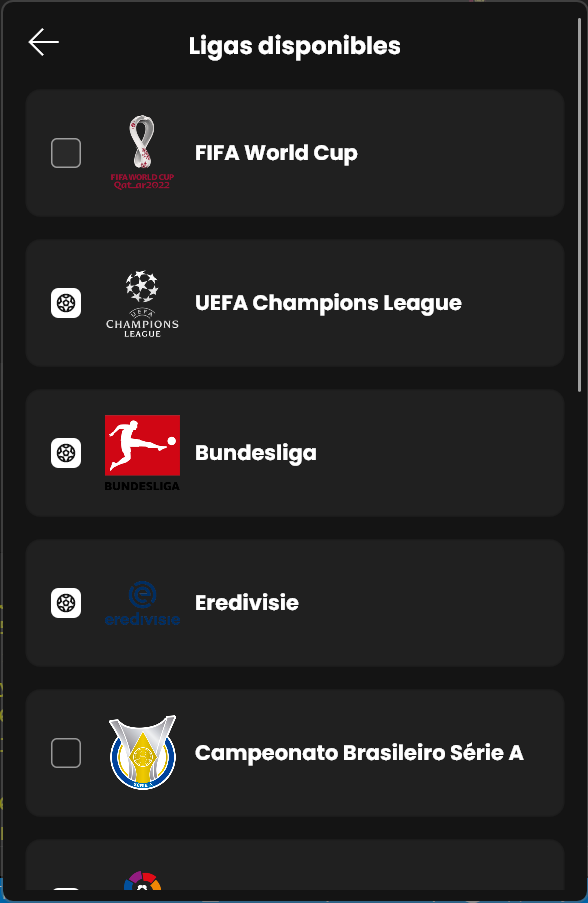 Ligas disponibles
FIFA World Cup
FIFA WORLD CUP
Qat_ar2022
UEFA Champions League
UEFA
CHAMPIONS
LEAGUE
Bundesliga
BUNDESLIGA
Eredivisie
eredivisie
Campeonato Brasileiro Série A
SÉRIE A